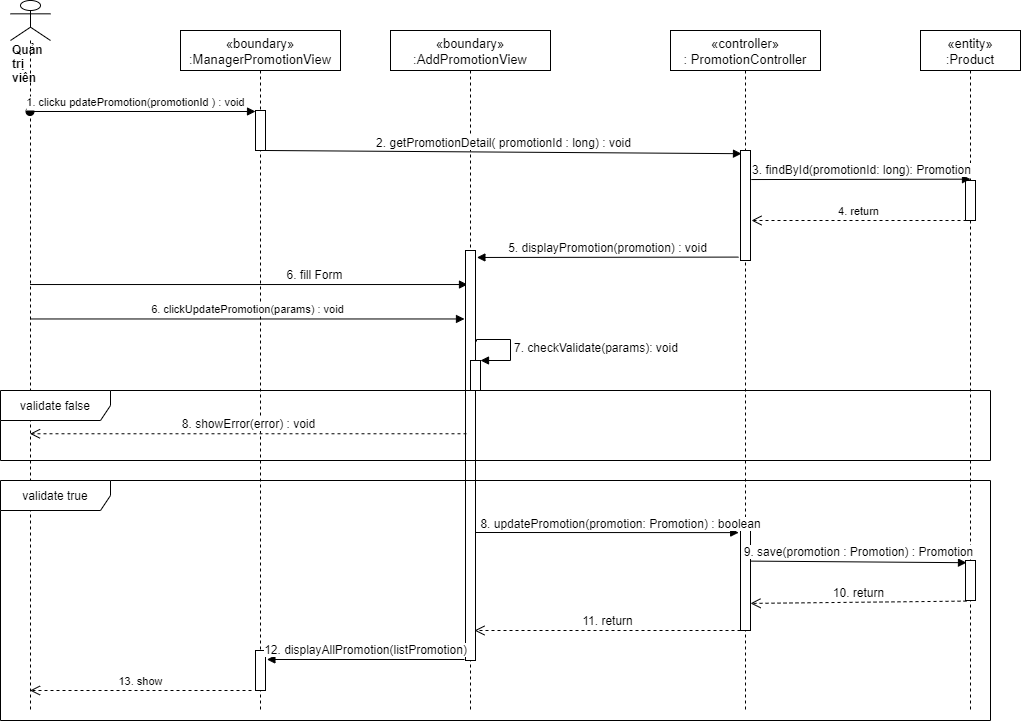 Quản
trị
viên
«boundary»
:ManagerPromotionView
«boundary»
:AddPromotionView
«controller»
: PromotionController
«entity»
:Product
1. clicku pdatePromotion(promotionId ) : void
2. getPromotionDetail( promotionId : long) : void
3. findById(promotionId: long): Promotion
4. return
5. displayPromotion(promotion) : void
6. fill Form
6. clickUpdatePromotion(params) : void
7. checkValidate(params): void
validate false
8. showError(error) : void
validate true
8. updatePromotion(promotion: Promotion) : boolean
9. save(promotion : Promotion) : Promotion
10. return
11. return
12. displayAllPromotion(listPromotion)
13. show